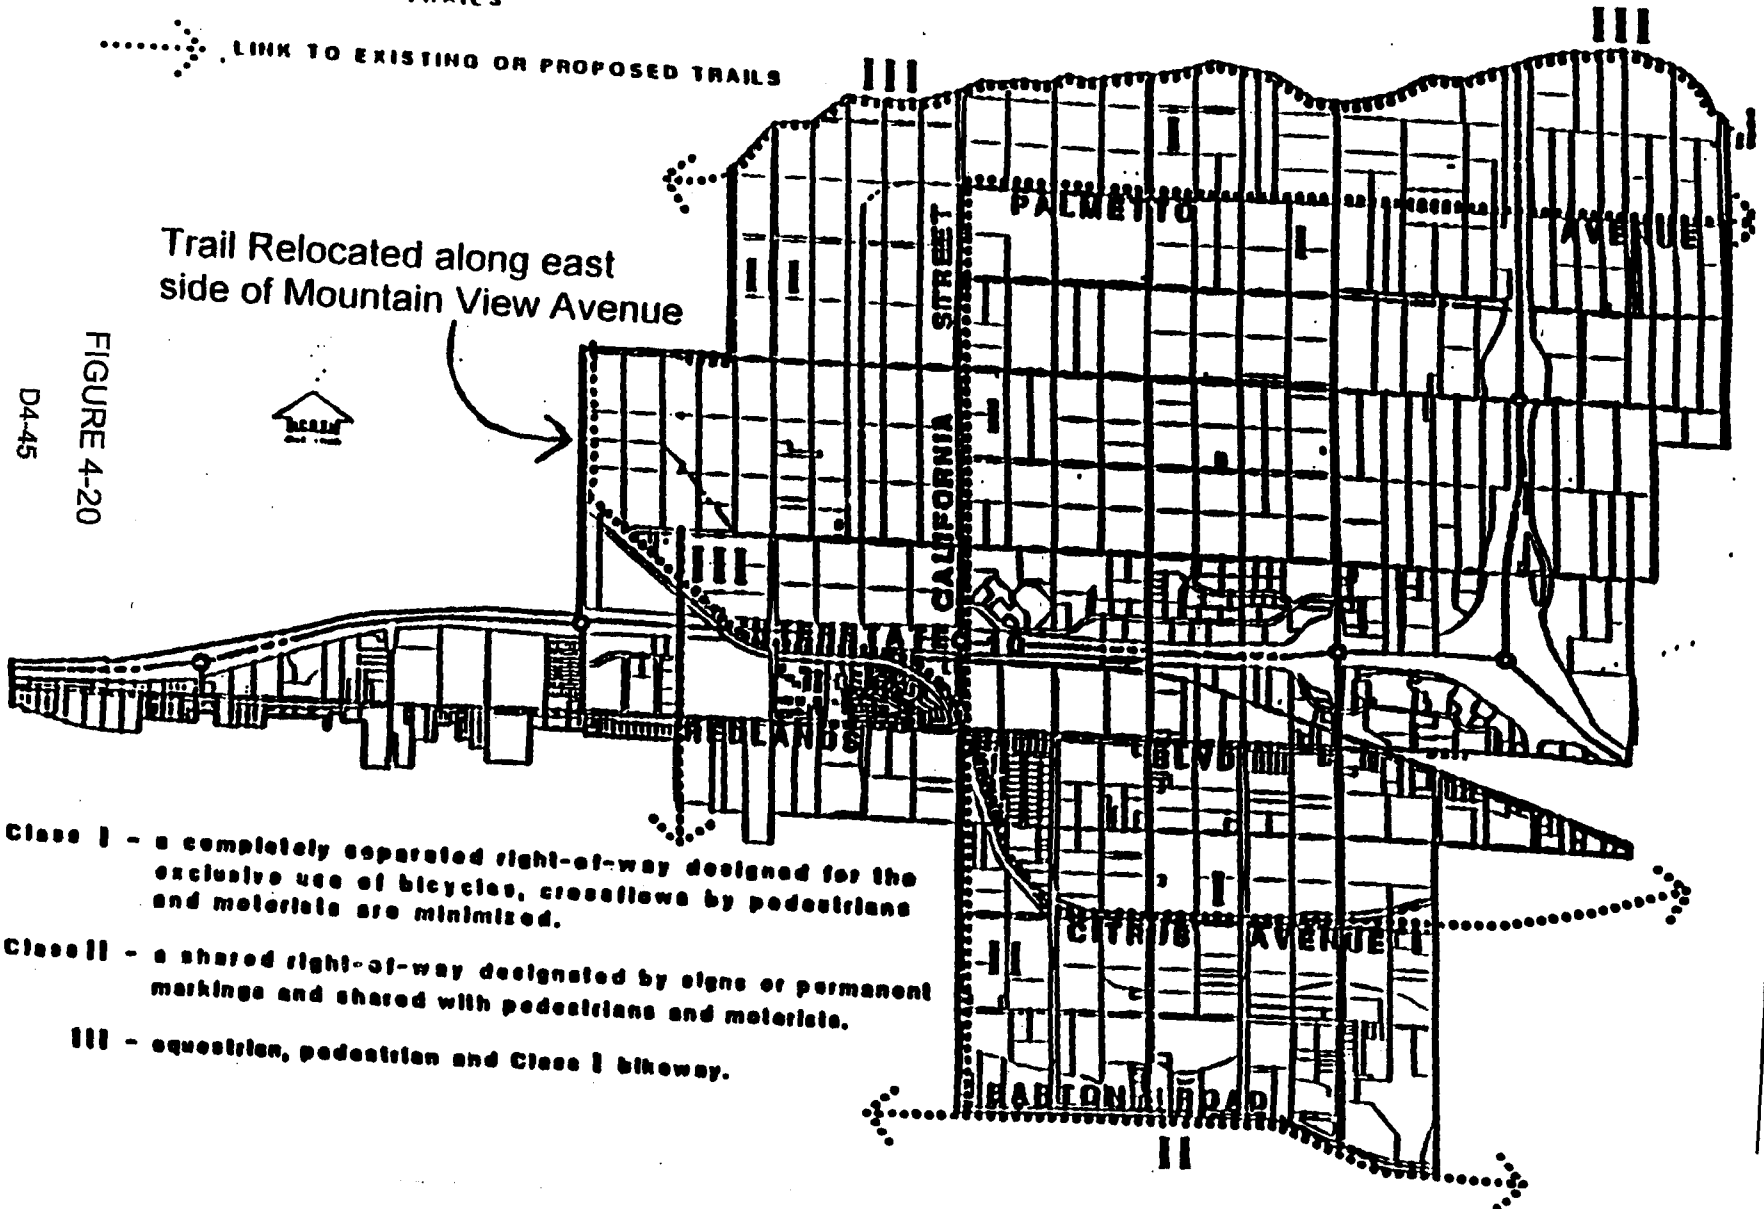 TRAILS
LINK TO EXISTING OR PROPOSED TRAILS
III
III
I
PALMETTO
AVENUE
I
STREET
II
Trail Relocated along east
side of Mountain View Avenue
FIGURE 4-20
D4-45
CALIFORNIA
II
III
INTERSTATE 10
REDLANDS
BLVD
I
CITRUS AVENUE
II
BARTON ROAD
II
Class I - a completely separated right-of-way designed for the
exclusive use of bicycles, crossflows by pedestrians
and motorists are minimized.
Class II - a shared right-of-way designated by signs or permanent
markings and shared with pedestrians and motorists.
III - equestrian, pedestrian and Class I bikeway.